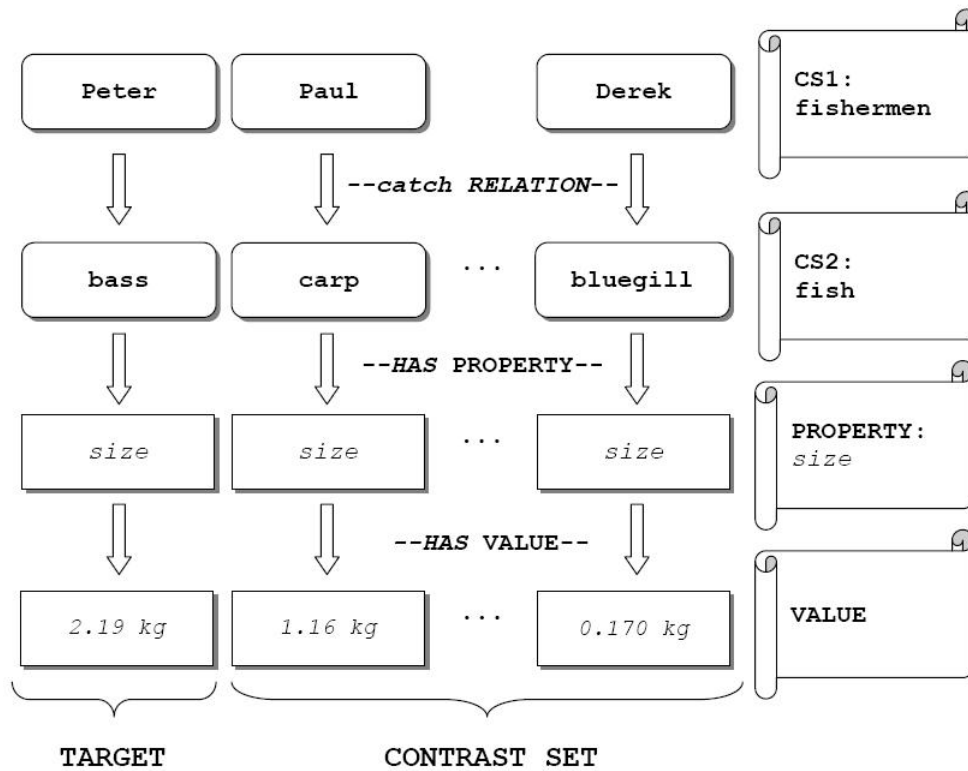 Peter
Paul
Derek
CS1:
fishermen
--catch RELATION--
bass
carp
...
bluegill
CS2:
fish
--HAS PROPERTY--
size
size
...
size
PROPERTY:
size
--HAS VALUE--
2.19 kg
1.16 kg
...
0.170 kg
VALUE
TARGET
CONTRAST SET